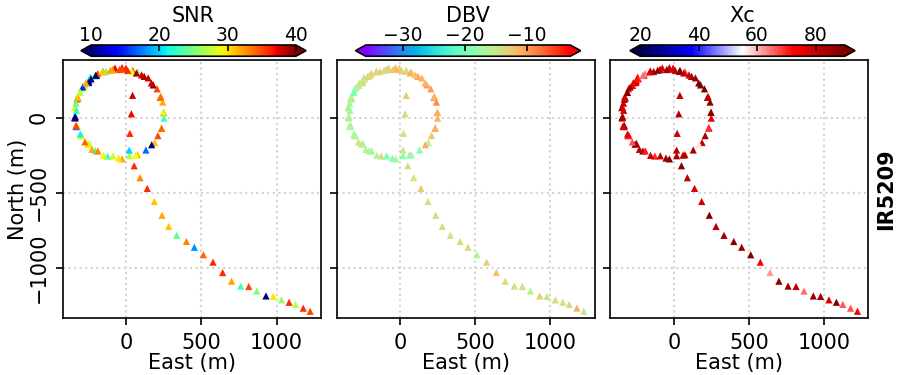 SNR DBV Xc
10 20 30 40 −30 −20 −10 20 40 60 80
North (m)
0
−500
−1000
IR5209
0 500 1000 0 500 1000 0 500 1000
East (m) East (m) East (m)